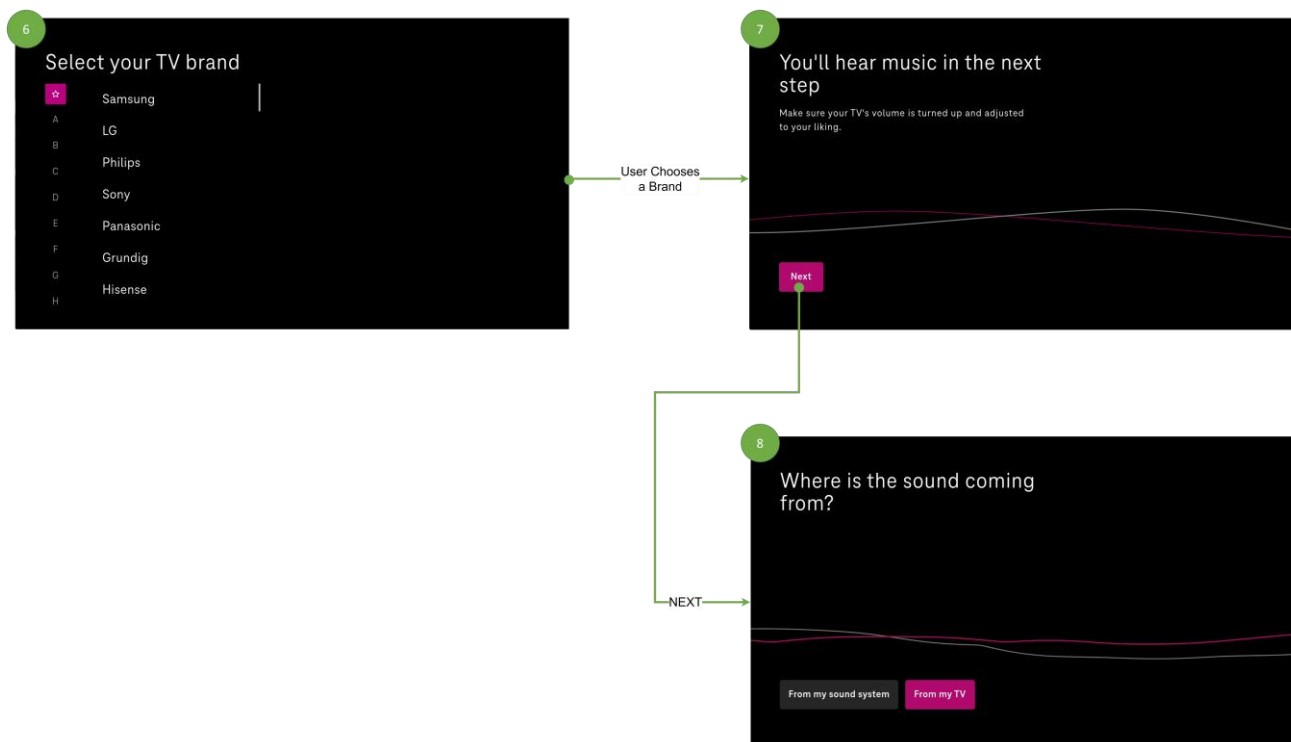 6
Select your TV brand
☆
Samsung
A
LG
B
Philips
C
Sony
D
Panasonic
E
Grundig
F
Hisense
G
H
User Chooses
a Brand
7
You'll hear music in the next
step
Make sure your TV's volume is turned up and adjusted
to your liking.
Next
NEXT
8
Where is the sound coming
from?
From my sound system
From my TV